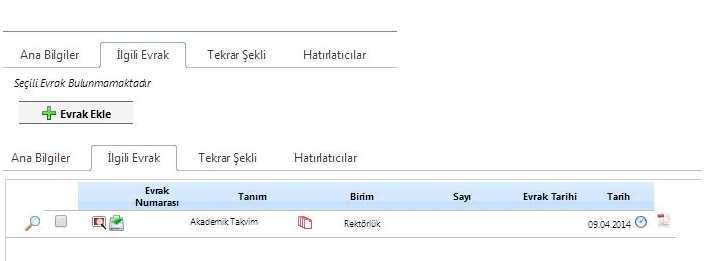 Ana Bilgiler İlgili Evrak Tekrar Şekli Hatırlatıcılar
Seçili Evrak Bulunmamaktadır
Evrak Ekle
Ana Bilgiler İlgili Evrak Tekrar Şekli Hatırlatıcılar
Evrak Numarası Tanım Birim Sayı Evrak Tarihi Tarih
Akademik Takvim Rektörlük 09.04.2014